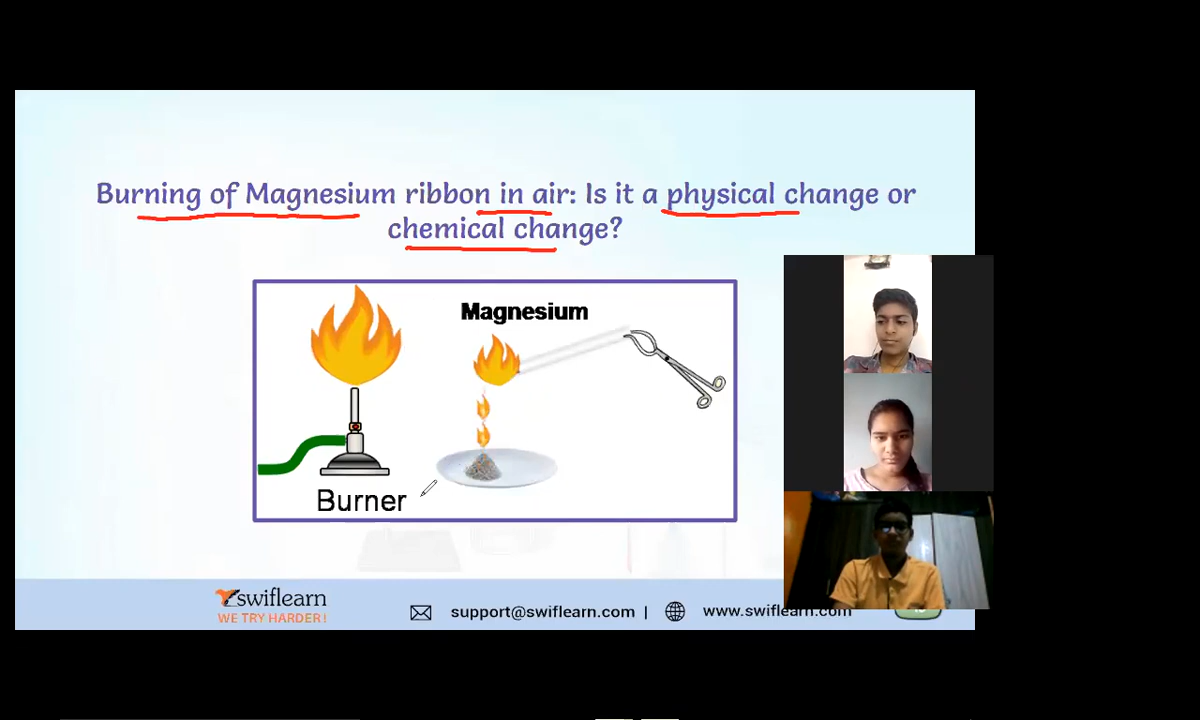 Burning of Magnesium ribbon in air: Is it a physical change or
chemical change?
Magnesium
Burner
swiflearn
WE TRY HARDER!
support@swiflearn.com |
www.swiflearn.com